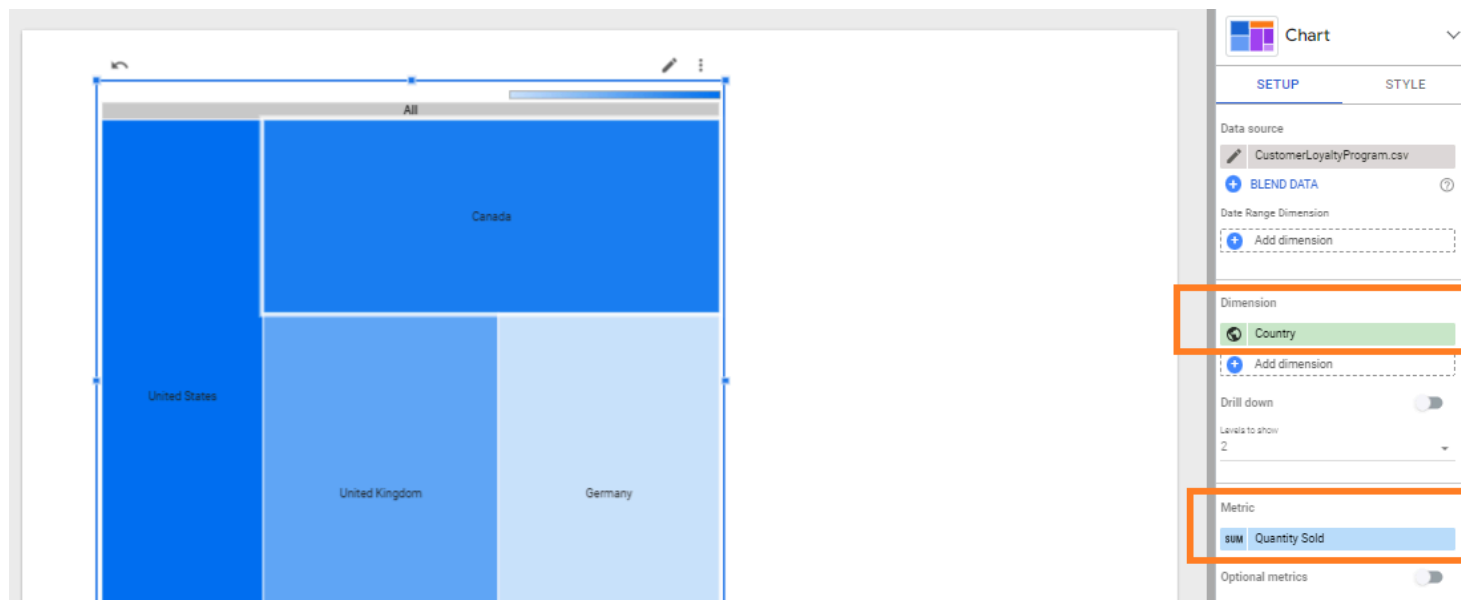 All
Canada
United States
United Kingdom
Germany
Chart
SETUP STYLE
Data source
CustomerLoyaltyProgram.csv
BLEND DATA
Date Range Dimension
Add dimension
Dimension
Country
Add dimension
Drill down
Levels to show
2
Metric
SUM Quantity Sold
Optional metrics